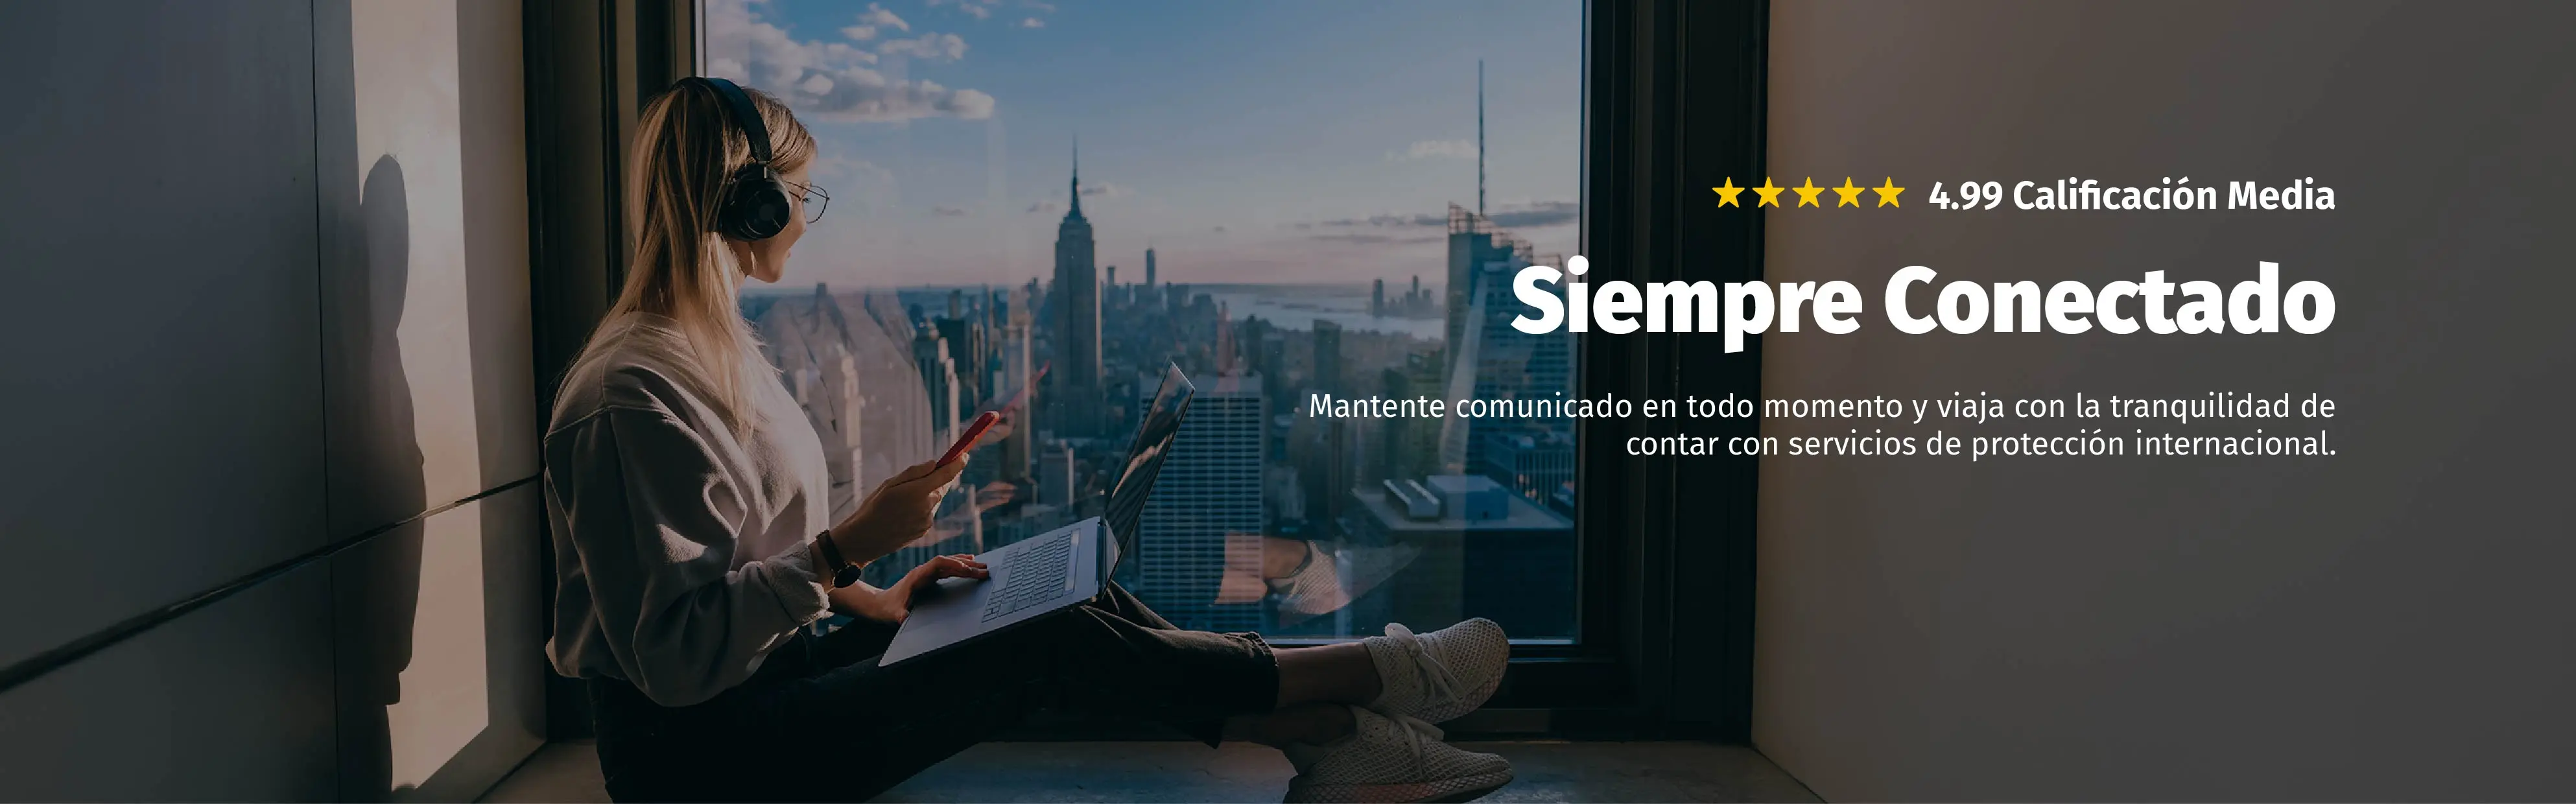 4.99 Calificación Media
Siempre Conectado
Mantente comunicado en todo momento y viaja con la tranquilidad de
contar con servicios de protección internacional.